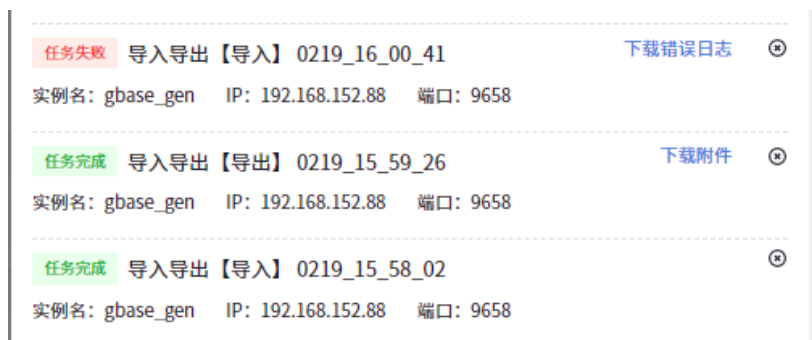 任务失败 导入导出【导入】 0219_16_00_41 下载错误日志
实例名：gbase_gen IP：192.168.152.88 端口：9658
任务完成 导入导出【导出】 0219_15_59_26 下载附件
实例名：gbase_gen IP：192.168.152.88 端口：9658
任务完成 导入导出【导入】 0219_15_58_02
实例名：gbase_gen IP：192.168.152.88 端口：9658